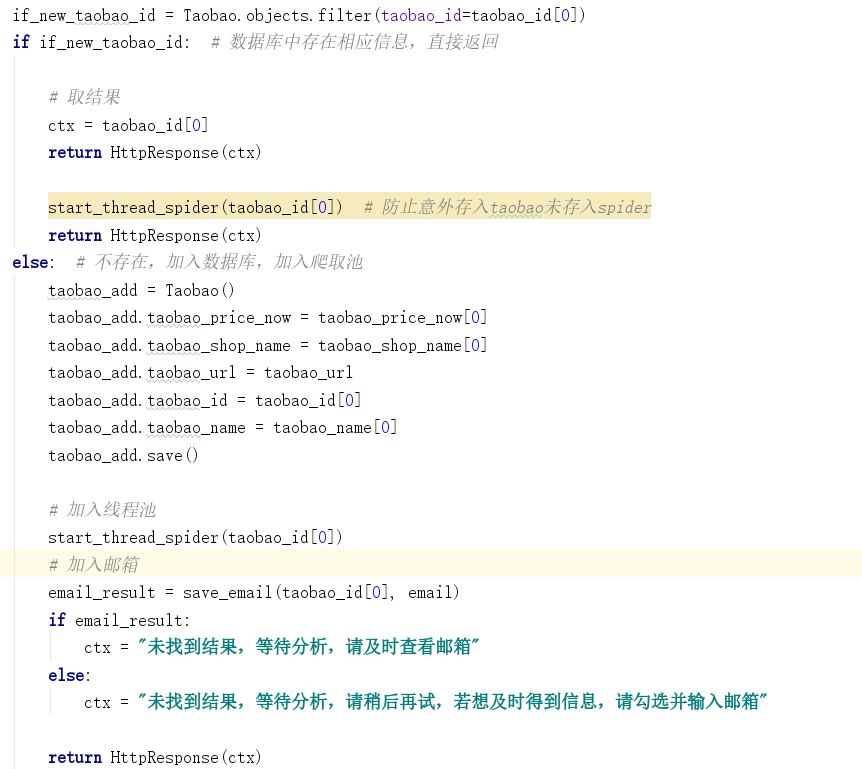 if_new_taobao_id = Taobao.objects.filter(taobao_id=taobao_id[0])
if if_new_taobao_id:  # 数据库中存在相应信息，直接返回
# 取结果
ctx = taobao_id[0]
return HttpResponse(ctx)
start_thread_spider(taobao_id[0])  # 防止意外存入taobao未存入spider
return HttpResponse(ctx)
else:  # 不存在，加入数据库，加入爬取池
taobao_add = Taobao()
taobao_add.taobao_price_now = taobao_price_now[0]
taobao_add.taobao_shop_name = taobao_shop_name[0]
taobao_add.taobao_url = taobao_url
taobao_add.taobao_id = taobao_id[0]
taobao_add.taobao_name = taobao_name[0]
taobao_add.save()
# 加入线程池
start_thread_spider(taobao_id[0])
# 加入邮箱
email_result = save_email(taobao_id[0], email)
if email_result:
ctx = "未找到结果，等待分析，请及时查看邮箱"
else:
ctx = "未找到结果，等待分析，请稍后再试，若想及时得到信息，请勾选并输入邮箱"
return HttpResponse(ctx)